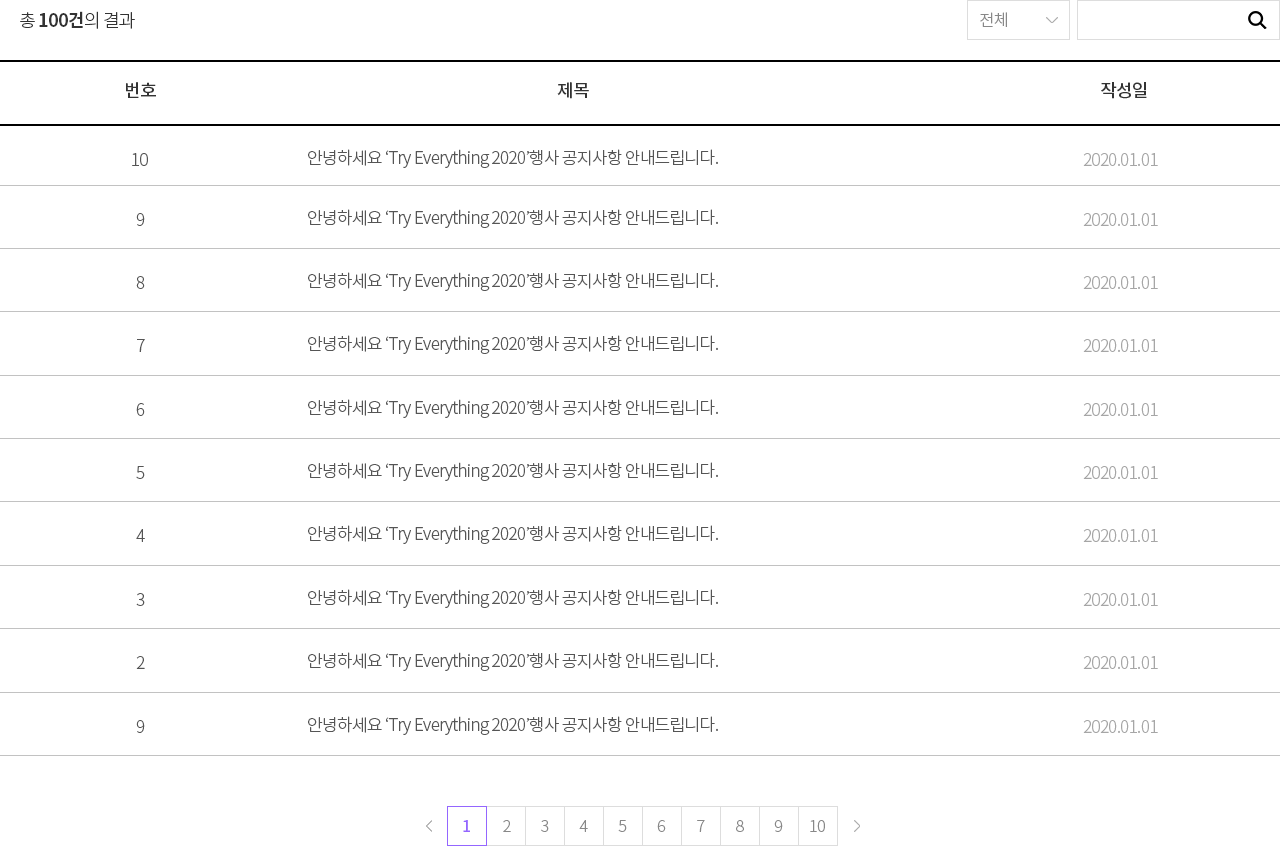 총 100건의 결과
전체
번호 제목 작성일
10 안녕하세요 ‘Try Everything 2020’행사 공지사항 안내드립니다. 2020.01.01
9 안녕하세요 ‘Try Everything 2020’행사 공지사항 안내드립니다. 2020.01.01
8 안녕하세요 ‘Try Everything 2020’행사 공지사항 안내드립니다. 2020.01.01
7 안녕하세요 ‘Try Everything 2020’행사 공지사항 안내드립니다. 2020.01.01
6 안녕하세요 ‘Try Everything 2020’행사 공지사항 안내드립니다. 2020.01.01
5 안녕하세요 ‘Try Everything 2020’행사 공지사항 안내드립니다. 2020.01.01
4 안녕하세요 ‘Try Everything 2020’행사 공지사항 안내드립니다. 2020.01.01
3 안녕하세요 ‘Try Everything 2020’행사 공지사항 안내드립니다. 2020.01.01
2 안녕하세요 ‘Try Everything 2020’행사 공지사항 안내드립니다. 2020.01.01
9 안녕하세요 ‘Try Everything 2020’행사 공지사항 안내드립니다. 2020.01.01
1 2 3 4 5 6 7 8 9 10